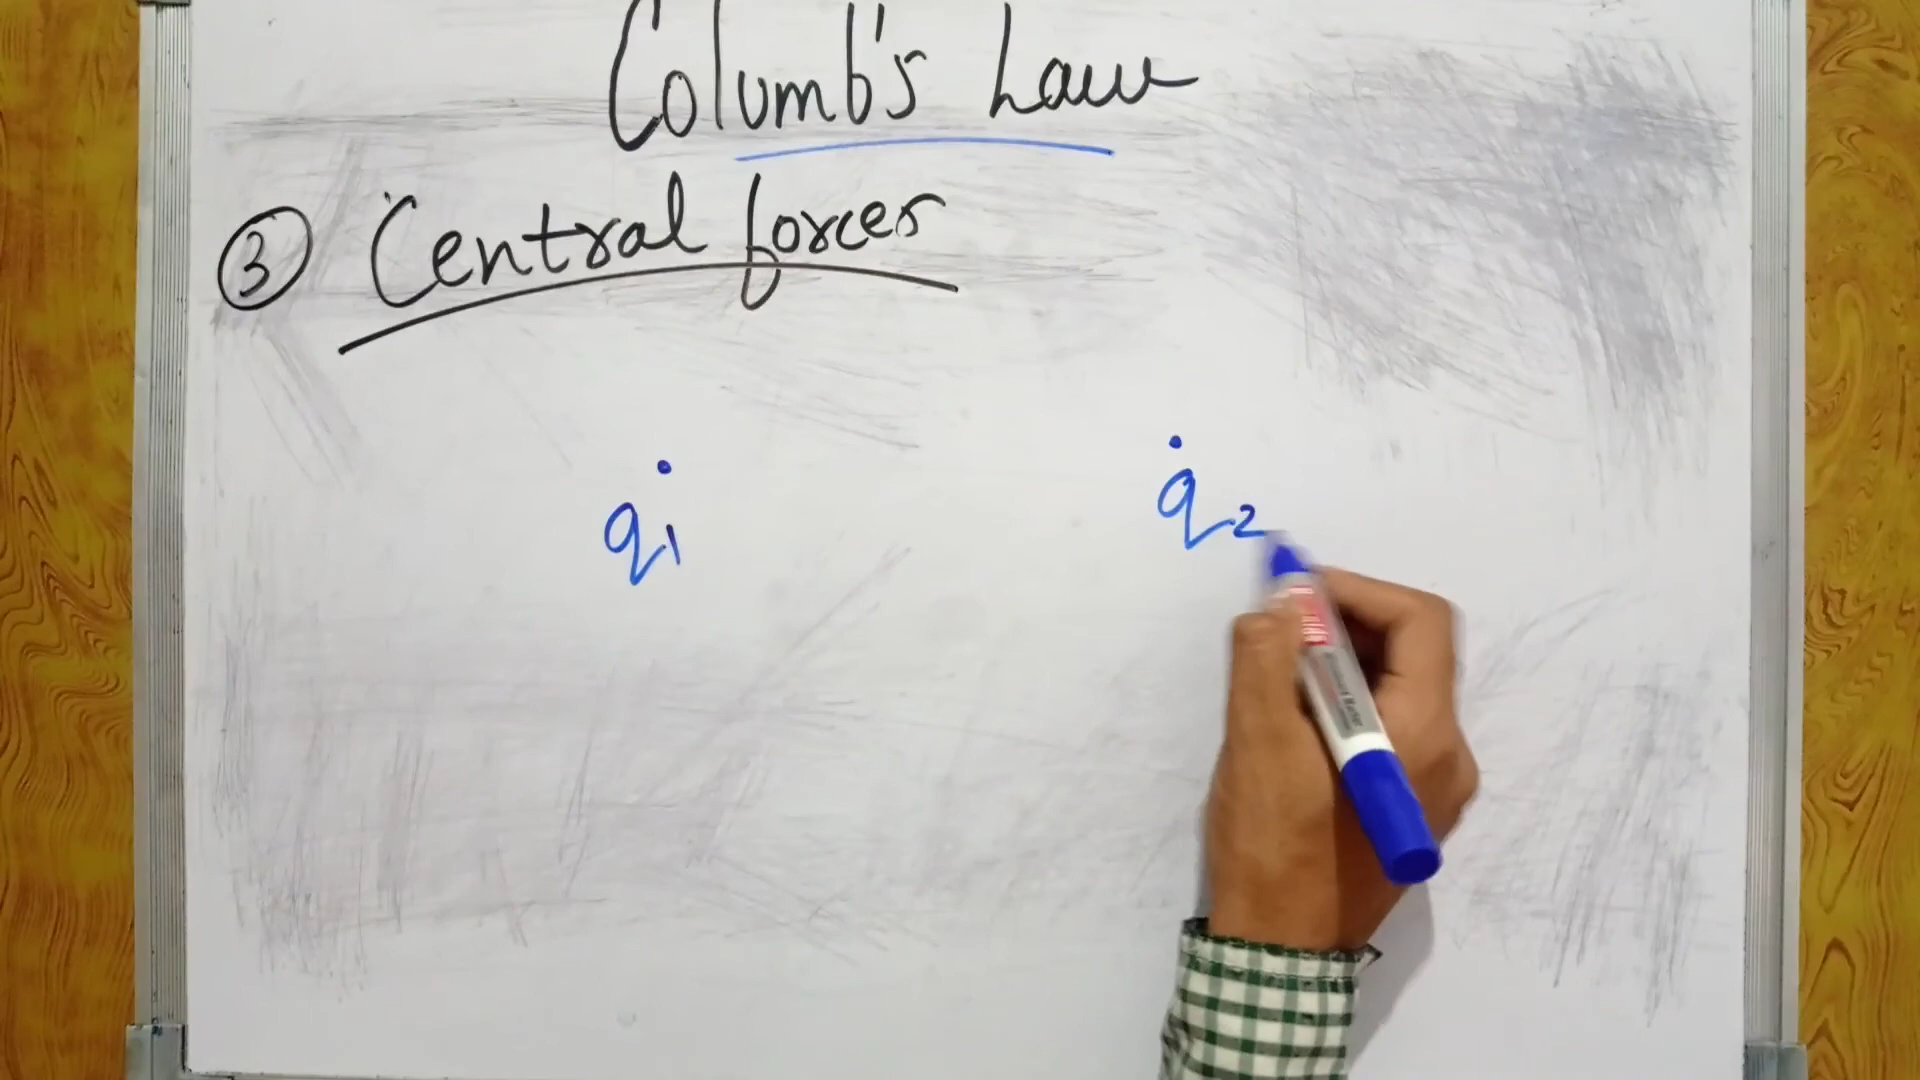 Columb's Law
③ Central forces
q1 q2